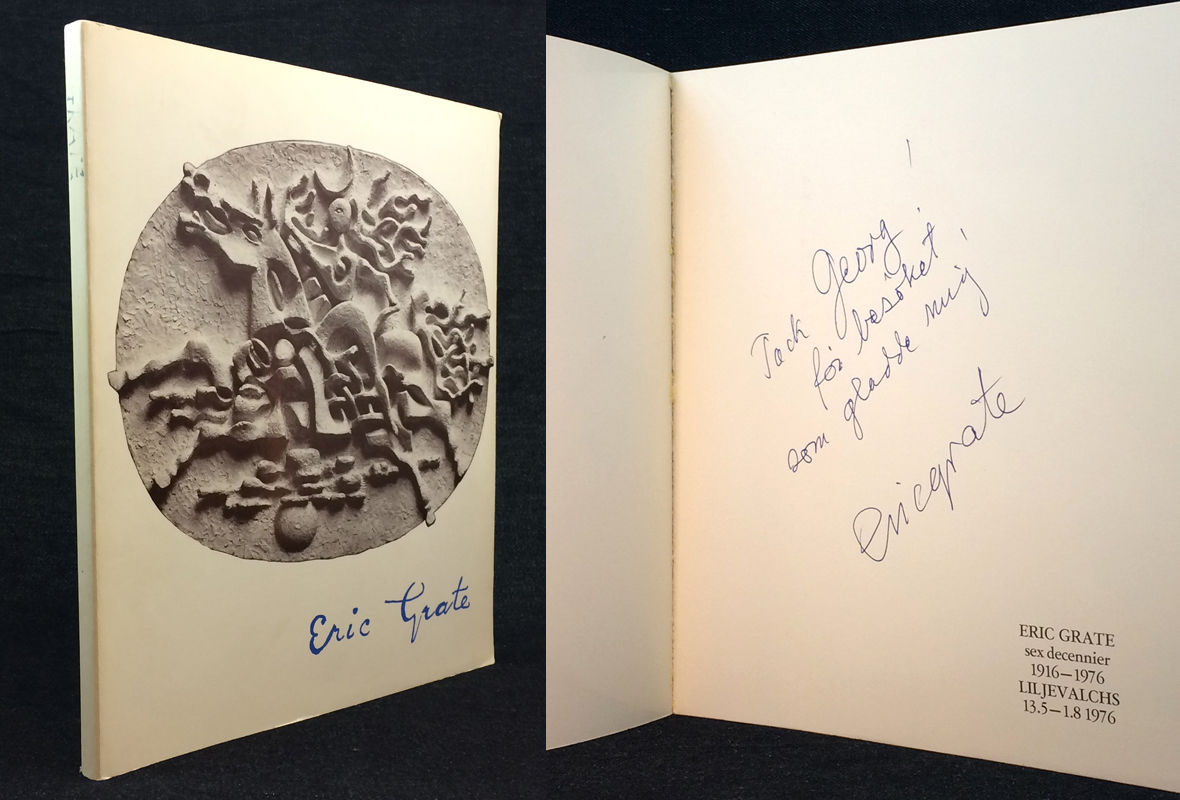 GRATE
Eric Grate
Georg!
Tack för besöket!
som gladde mig!
ericgrate
ERIC GRATE
sex decennier
1916—1976
LILJEVALCHS
13.5—1.8 1976